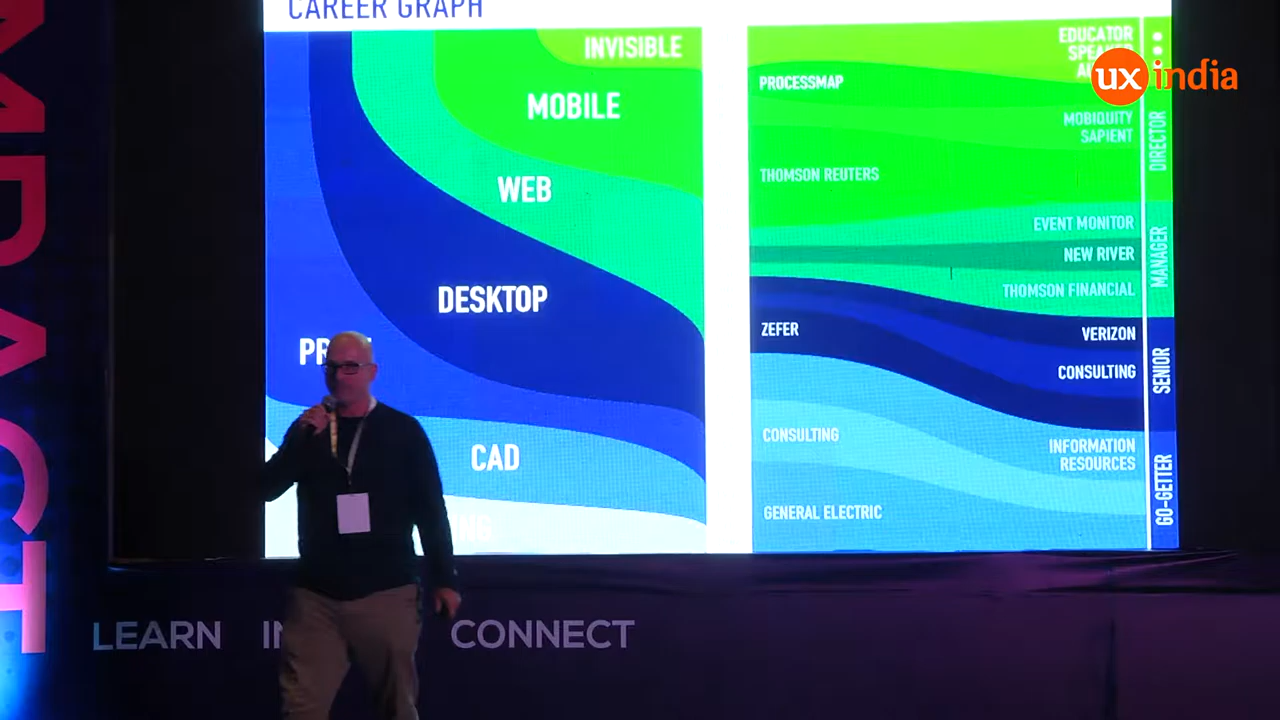 CAREER GRAPH
INVISIBLE
MOBILE
WEB
DESKTOP
CAD
EDUCATOR
PROCESSMAP
MOBIQUITY
SAPIENT
THOMSON REUTERS
EVENT MONITOR
NEW RIVER
THOMSON FINANCIAL
ZEFER
VERIZON
CONSULTING
CONSULTING
INFORMATION
RESOURCES
GENERAL ELECTRIC
DIRECTOR
MANAGER
SENIOR
GO-GETTER
ux india
LEARN
CONNECT